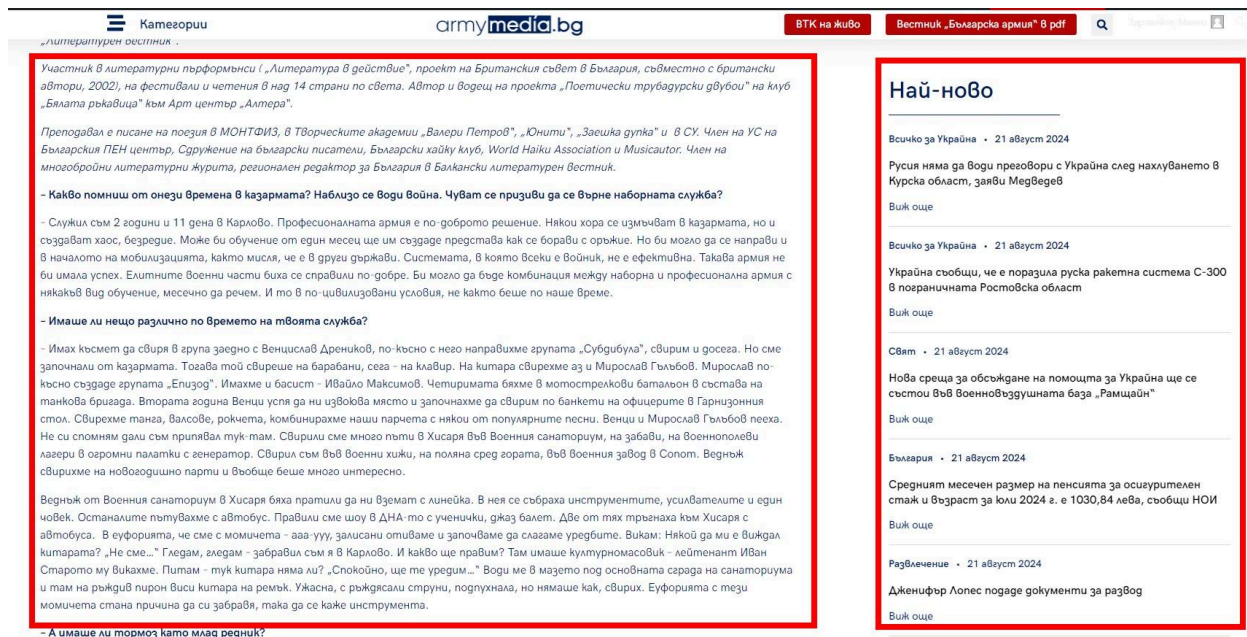 Категории
armymedia.bg
ВТК на живо
Вестник „Българска армия" в pdf
„Литературен вестник".
Участник в литературни пърформънси ( „Литература в действие", проект на Британския съвет в България, съвместно с британски
автори, 2002), на фестивали и четения в над 14 страни по света. Автор и водещ на проекта „Поетически трубадурски двубои" на клуб
„Бялата ръкавица" към Арт център „Алтера".
Преподавал е писане на поезия в МОНТФИЗ, в Творческите академии „Валери Петров", „Юнити", „Заешка дупка" и в СУ. Член на УС на
Българския ПЕН център, Сдружение на български писатели, Български хайку клуб, World Haiku Association и Musicautor. Член на
многобройни литературни журита, регионален редактор за България в Балкански литературен вестник.
– Какво помниш от онези времена в казармата? Наблизо се води война. Чуват се призиви да се върне наборната служба?
– Служил съм 2 години и 11 дена в Карлово. Професионалната армия е по-доброто решение. Някои хора се измъчват в казармата, но и
създават хаос, безредие. Може би обучение от един месец ще им създаде представа как се борави с оръжие. Но би могло да се направи и
в началото на мобилизацията, както мисля, че е в други държави. Системата, в която всеки е войник, не е ефективна. Такава армия не
би имала успех. Елитните военни части биха се справили по-добре. Би могло да бъде комбинация между наборна и професионална армия с
някакъв вид обучение, месечно да речем. И то в по-цивилизовани условия, не както беше по наше време.
– Имаше ли нещо различно по времето на твоята служба?
– Имах късмет да свиря в група заедно с Венцислав Дреников, по-късно с него направихме групата „Субдибула", свирим и досега. Но сме
започнали от казармата. Тогава той свиреше на барабани, сега – на клавир. На китара свирехме аз и Мирослав Гълъбов. Мирослав по-
късно създаде групата „Епизод". Имахме и басист – Ивайло Максимов. Четиримата бяхме в мотострелкови батальон в състава на
танкова бригада. Втората година Венци успя да ни извоюва място и започнахме да свирим по банкети на офицерите в Гарнизонния
стол. Свирехме танга, валсове, рокчета, комбинирахме наши парчета с някои от популярните песни. Венци и Мирослав Гълъбов пееха.
Не си спомням дали съм припявал тук-там. Свирили сме много пъти в Хисаря във Военния санаториум, на забави, на военнополеви
лагери в огромни палатки с генератор. Свирил съм във военни хижи, на поляна сред гората, във военния завод в Сопот. Веднъж
свирихме на новогодишно парти и въобще беше много интересно.
Веднъж от Военния санаториум в Хисаря бяха пратили да ни вземат с линейка. В нея се събраха инструментите, усилвателите и един
човек. Останалите пътувахме с автобус. Правили сме шоу в ДНА-то с ученички, джаз балет. Две от тях тръгнаха към Хисаря с
автобуса. В еуфорията, че сме с момичета – ааа-ууу, залисани отиваме и започваме да слагаме уредбите. Викам: Някой да ми е виждал
китарата? „Не сме..." Гледам, гледам – забравил съм я в Карлово. И какво ще правим? Там имаше културномасовик – лейтенант Иван
Старото му викахме. Питам – тук китара няма ли? „Спокойно, ще те уредим..." Води ме в мазето под основната сграда на санаториума
и там на ръждив пирон виси китара на ремък. Ужасна, с ръждясали струни, подпухнала, но нямаше как, свирих. Еуфорията с тези
момичета стана причина да си забравя, така да се каже инструмента.
– А имаше ли тормоз като млад редник?
Най-ново
Всичко за Украйна • 21 август 2024
Русия няма да води преговори с Украйна след нахлуването в
Курска област, заяви Медведев
Виж още
Всичко за Украйна • 21 август 2024
Украйна съобщи, че е поразила руска ракетна система С-300
в пограничната Ростовска област
Виж още
Свят • 21 август 2024
Нова среща за обсъждане на помощта за Украйна ще се
състои във военновъздушната база „Рамщайн"
Виж още
България • 21 август 2024
Средният месечен размер на пенсията за осигурителен
стаж и възраст за юли 2024 г. е 1030,84 лева, съобщи НОИ
Виж още
Развлечение • 21 август 2024
Дженифър Лопес подаде документи за развод
Виж още